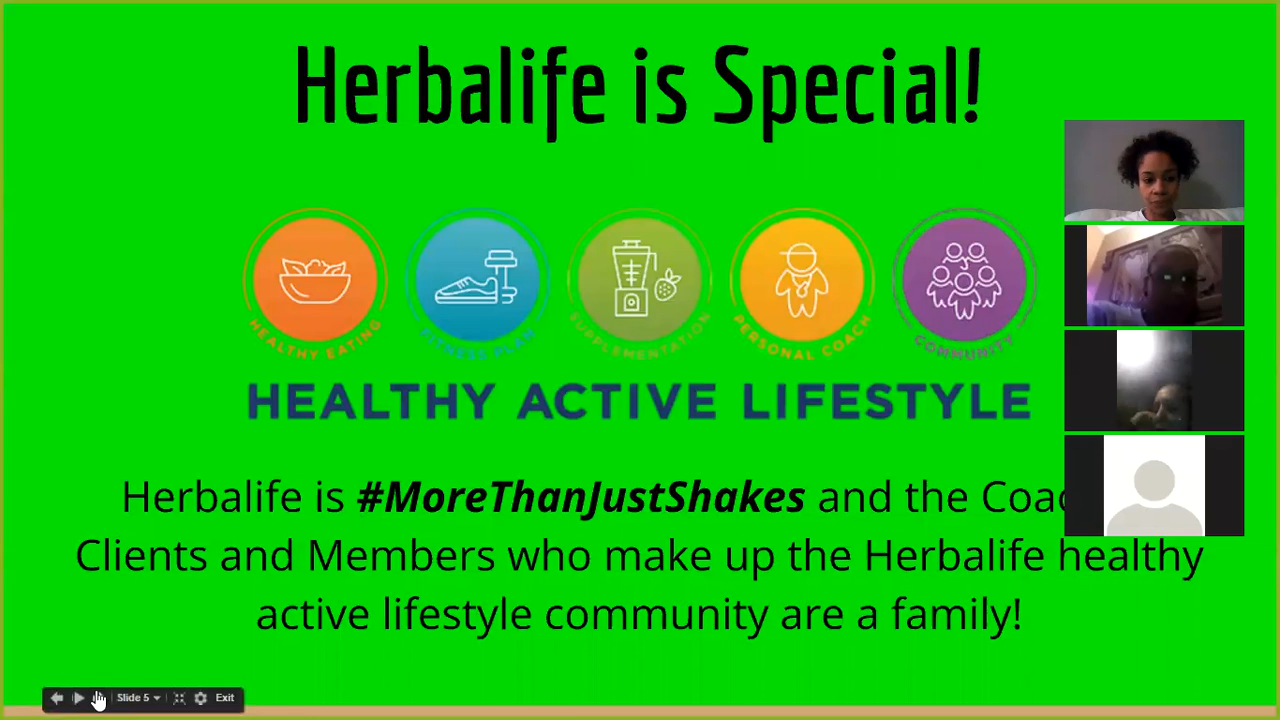 Herbalife is Special!
HEALTHY EATING
FITNESS PLAN
SUPPLEMENTATION
PERSONAL COACH
COMMUNITY
HEALTHY ACTIVE LIFESTYLE
Herbalife is #MoreThanJustShakes and the
Clients and Members who make up the Herbalife healthy
active lifestyle community are a family!
Slide 5
Exit